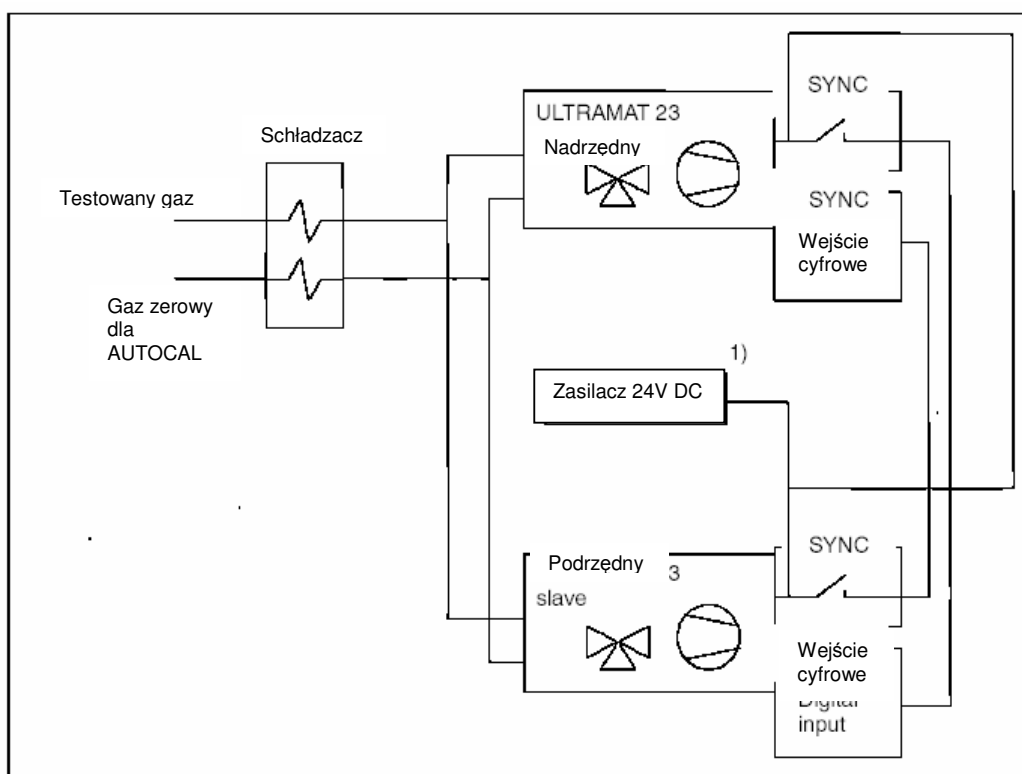 SYNC
ULTRAMAT 23
Schładzacz
Nadrzędny
Testowany gaz
SYNC
Wejście
cyfrowe
Gaz zerowy
dla
AUTOCAL
1)
Zasilacz 24V DC
SYNC
Podrzędny
3
slave
Wejście
cyfrowe
Digital
input